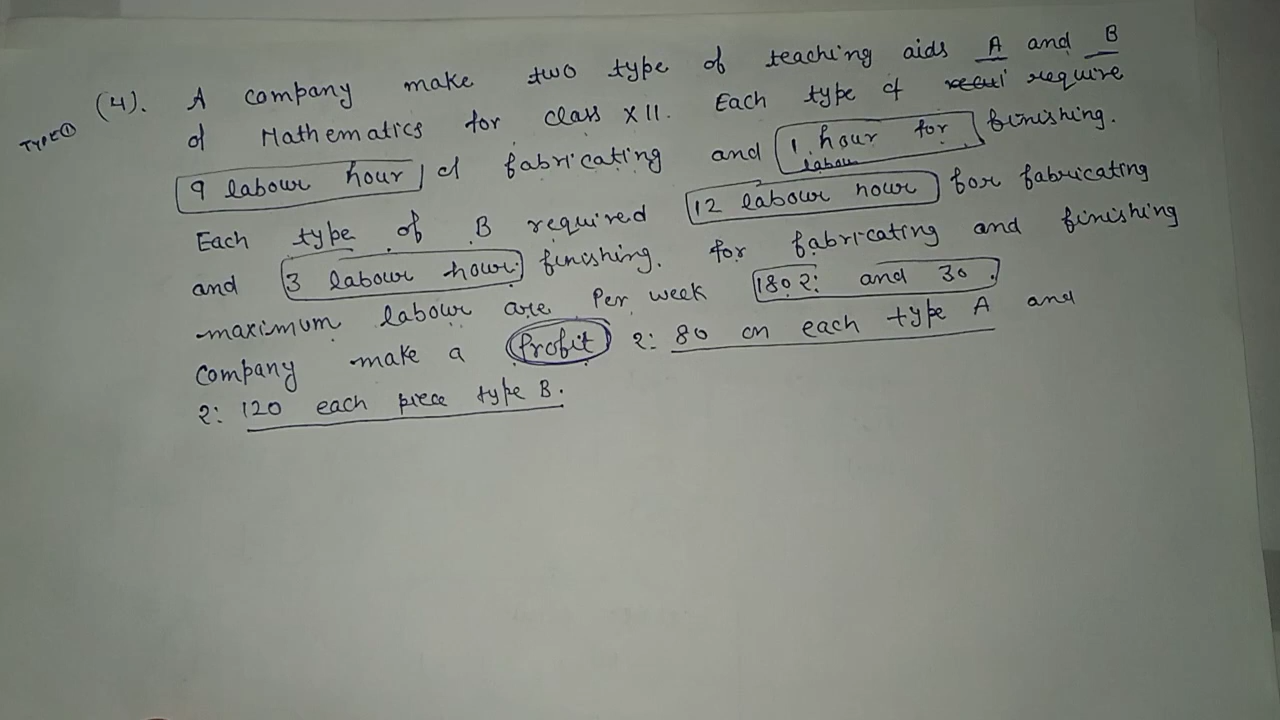 TYPE① (4). A company make two type of teaching aids A and B
of Mathematics for class XII. Each type of require
9 labour hour of fabricating and 1 hour for finishing.
labour
Each type of B required 12 labour hour for fabricating
and 3 labour hour finishing. for fabricating and finishing
maximum labour are per week 180 and 30.
company make a Profit 2: 80 on each type A and
2: 120 each piece type B.